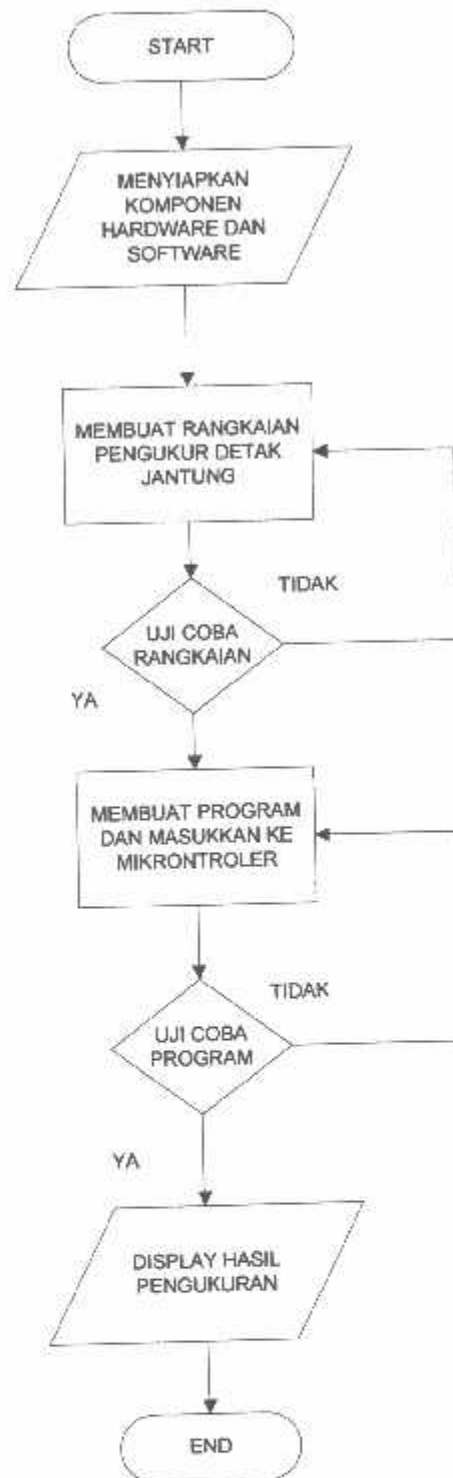 START
MENYIAPKAN
KOMPONEN
HARDWARE DAN
SOFTWARE
MEMBUAT RANGKAIAN
PENGUKUR DETAK
JANTUNG
TIDAK
UJI COBA
RANGKAIAN
YA
MEMBUAT PROGRAM
DAN MASUKKAN KE
MIKRONTROLER
TIDAK
UJI COBA
PROGRAM
YA
DISPLAY HASIL
PENGUKURAN
END